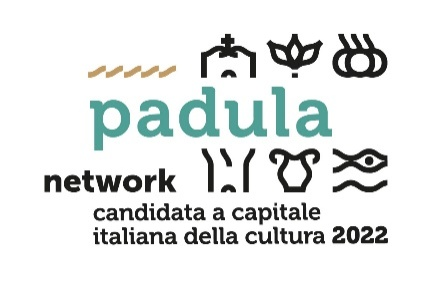 padula
network
candidata a capitale
italiana della cultura 2022